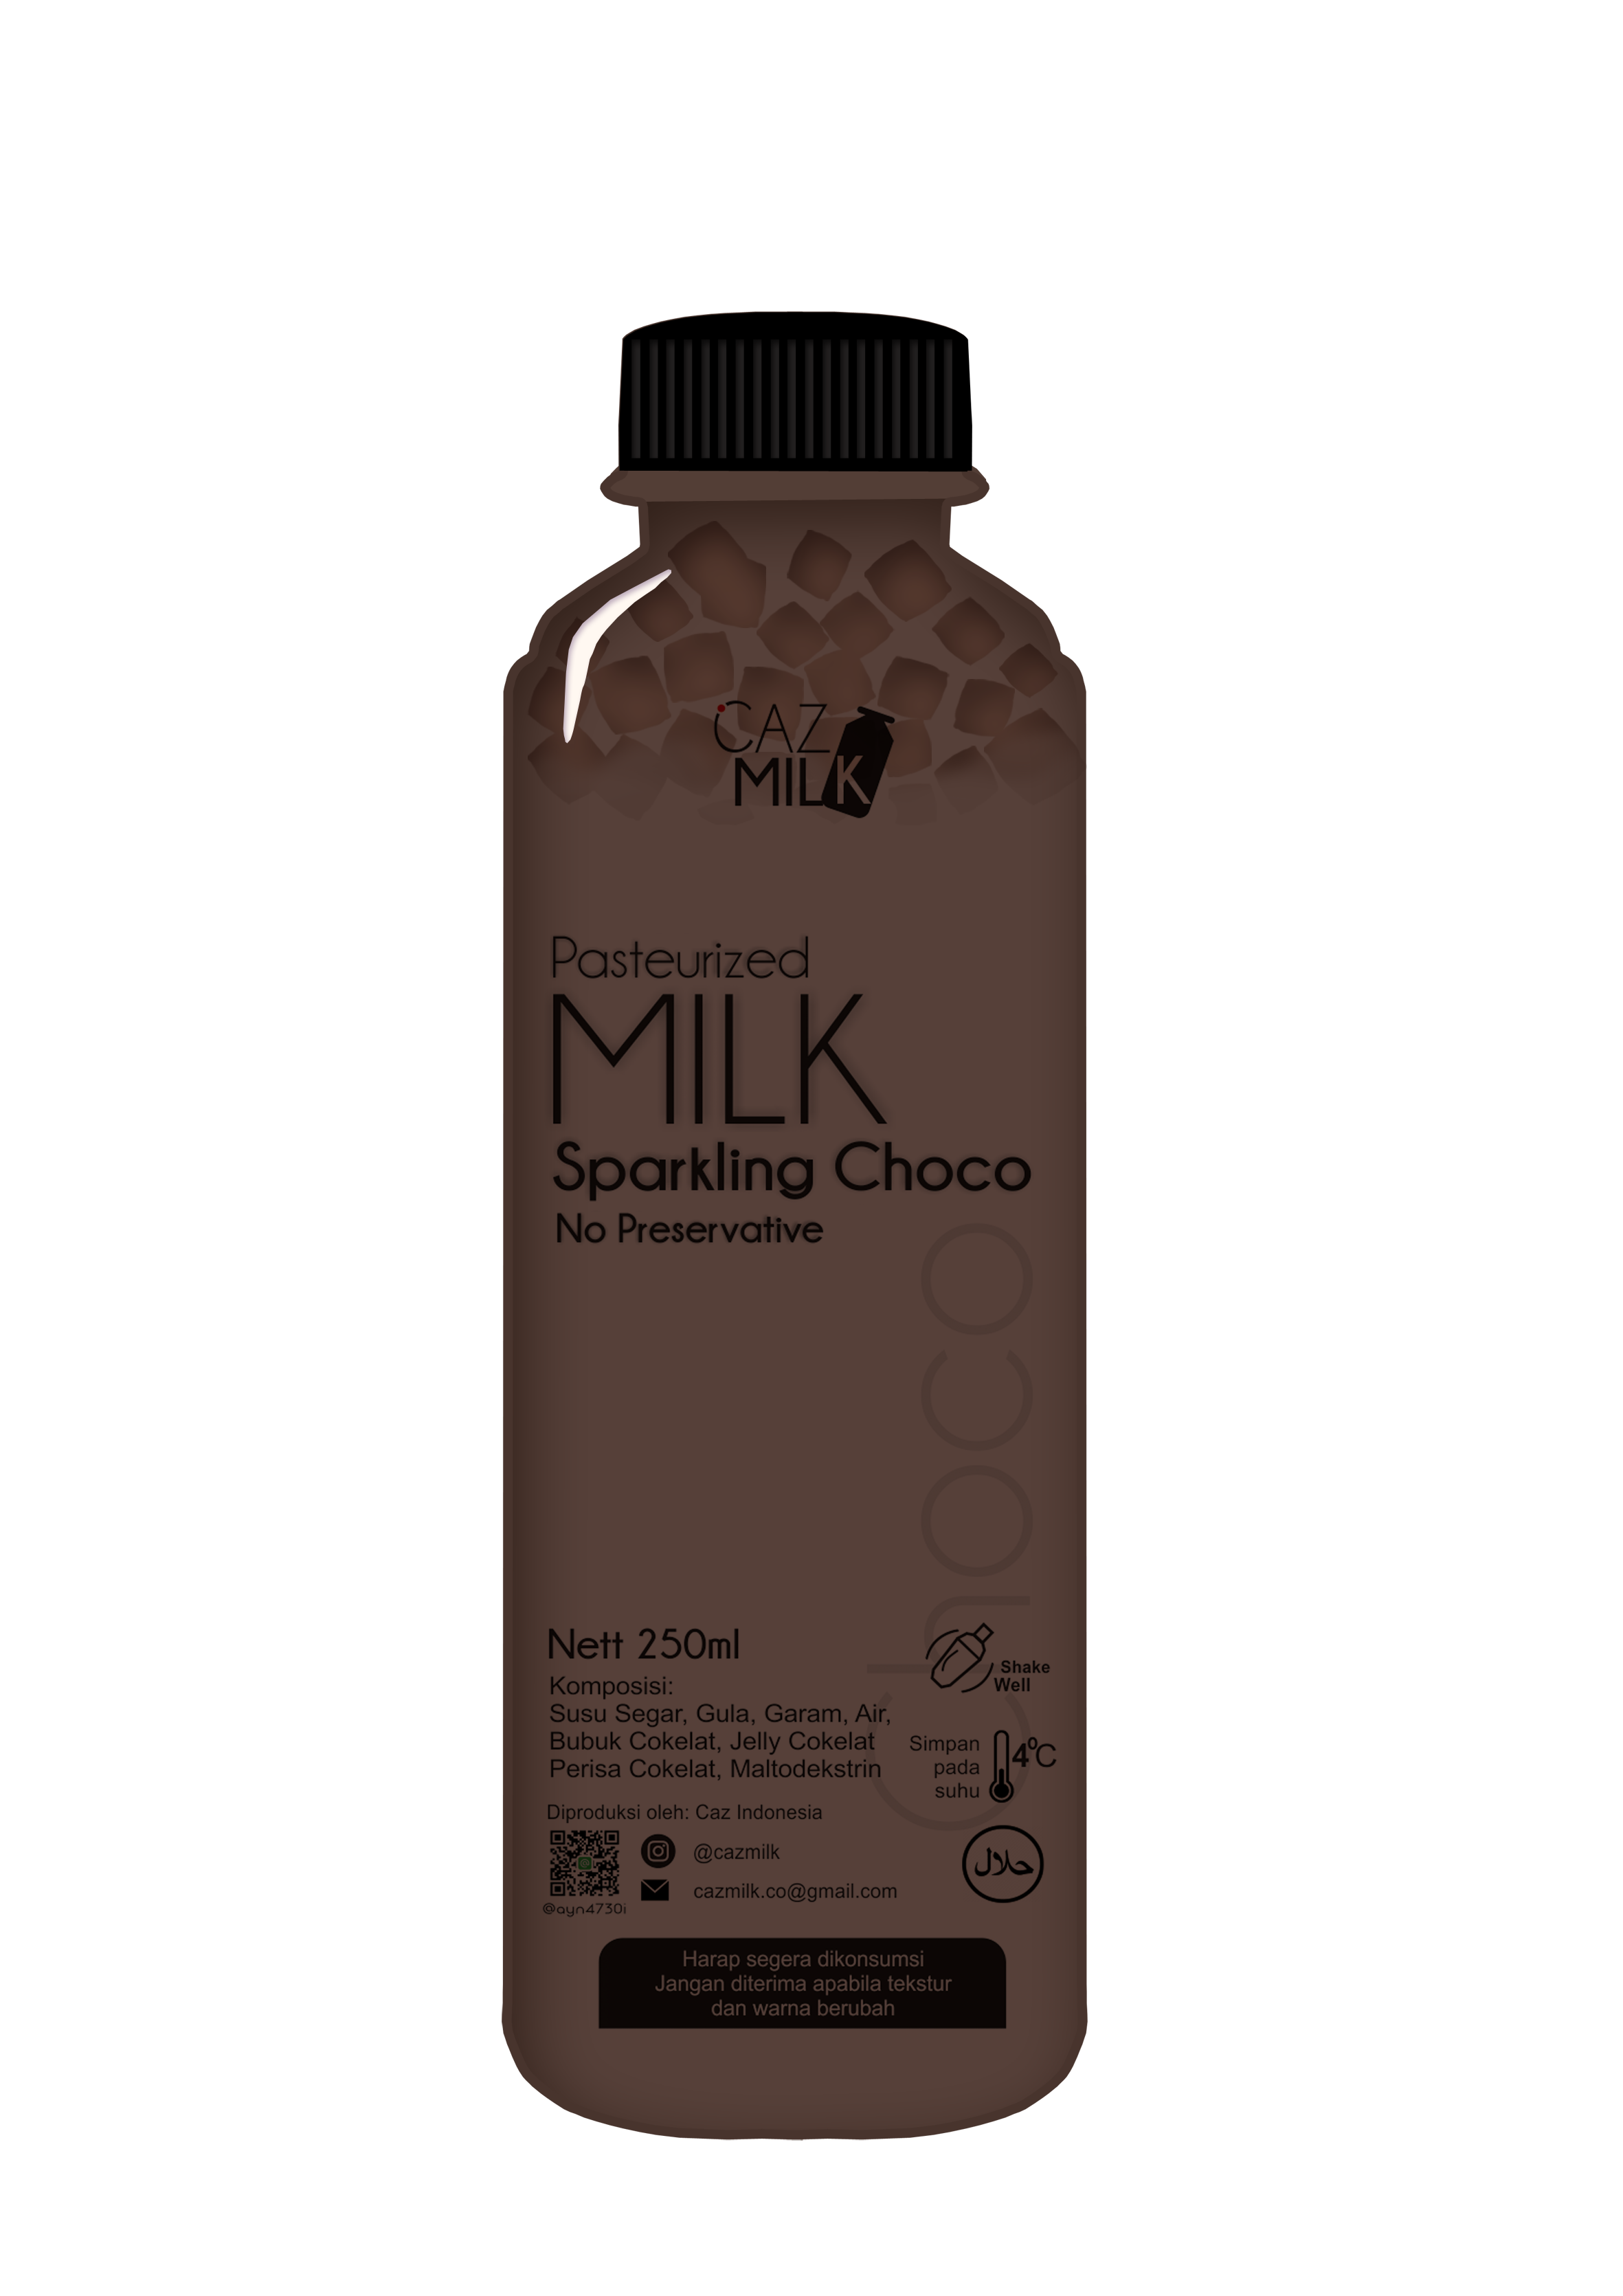 CAZ
MILK
Pasteurized
MILK
Sparkling Choco
No Preservative
Choco
Nett 250ml
Komposisi:
Susu Segar, Gula, Garam, Air,
Bubuk Cokelat, Jelly Cokelat
Perisa Cokelat, Maltodekstrin
Shake
Well
Simpan
pada
suhu
4°C
Diproduksi oleh: Caz Indonesia
@cazmilk
cazmilk.co@gmail.com
@ayn4730i
حلال
Harap segera dikonsumsi
Jangan diterima apabila tekstur
dan warna berubah